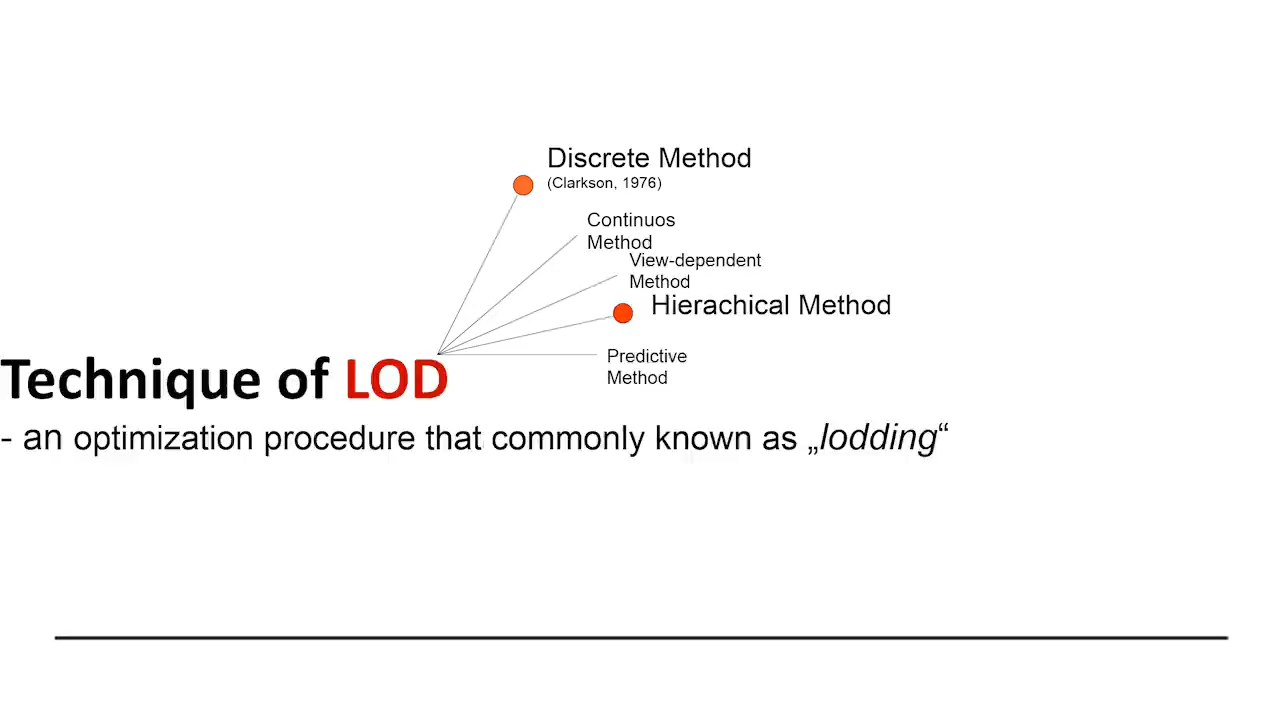 Discrete Method
(Clarkson, 1976)
Continuos
Method
View-dependent
Method
Hierachical Method
Predictive
Method
Technique of LOD
- an optimization procedure that commonly known as „lodding“